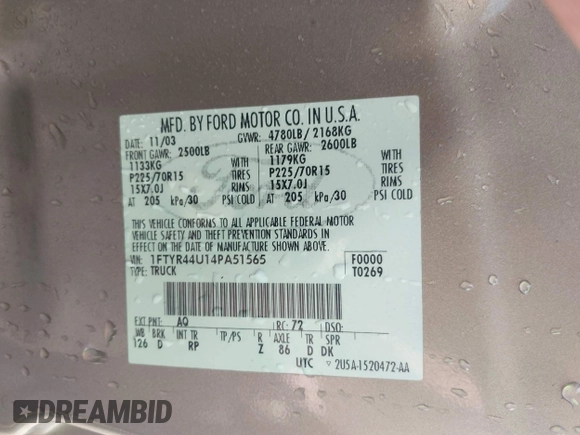 MFD. BY FORD MOTOR CO. IN U.S.A.
DATE: 11/03 GVWR: 4780LB/ 2168KG
FRONT GAWR: 2500LB REAR GAWR: 2600LB
1133KG WITH 1179KG WITH
P225/70R15 TIRES P225/70R15 TIRES
15X7.0J RIMS 15X7.0J RIMS
AT 205 kPa/30 PSI COLD AT 205 kPa/30 PSI COLD
Ford
THIS VEHICLE CONFORMS TO ALL APPLICABLE FEDERAL MOTOR
VEHICLE SAFETY AND THEFT PREVENTION STANDARDS IN
EFFECT ON THE DATE OF MANUFACTURE SHOWN ABOVE.
VIN: 1FTYR44U14PA51565 F0000
TYPE: TRUCK T0269
EXT PNT: AQ RC: 72 DSO:
WB BRK INT TR TP/PS R AXLE TR SPR
126 D RP Z 86 D DK
UTC ▽ 2U5A-1520472-AA
DREAMBID